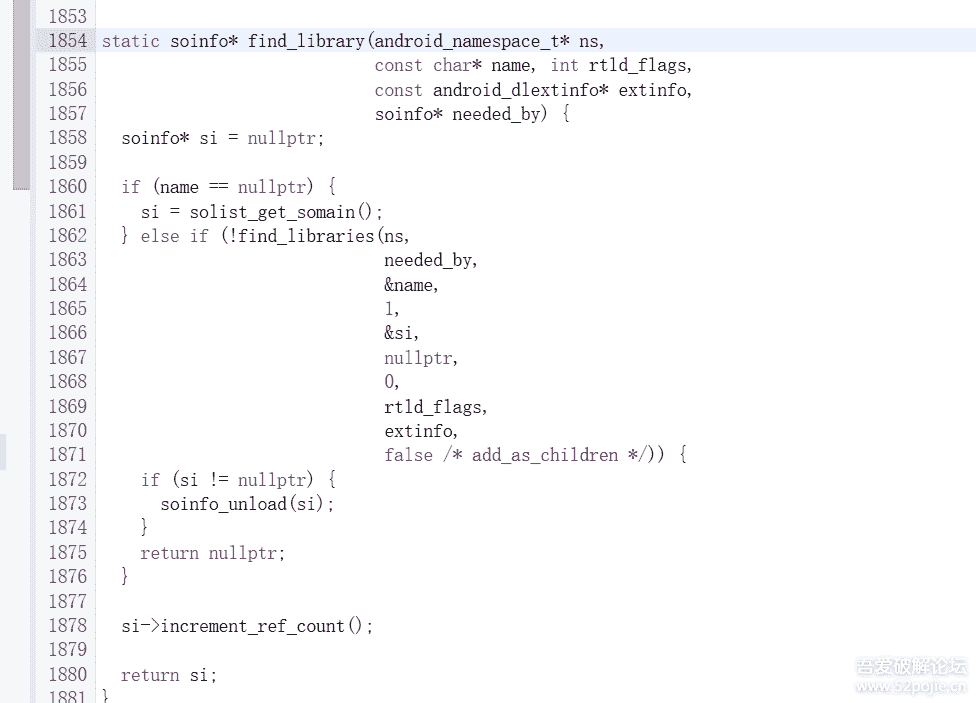 1853
1854 static soinfo* find_library(android_namespace_t* ns,
1855                             const char* name, int rtld_flags,
1856                             const android_dlextinfo* extinfo,
1857                             soinfo* needed_by) {
1858   soinfo* si = nullptr;
1859
1860   if (name == nullptr) {
1861     si = solist_get_somain();
1862   } else if (!find_libraries(ns,
1863                              needed_by,
1864                              &name,
1865                              1,
1866                              &si,
1867                              nullptr,
1868                              0,
1869                              rtld_flags,
1870                              extinfo,
1871                              false /* add_as_children */)) {
1872     if (si != nullptr) {
1873       soinfo_unload(si);
1874     }
1875     return nullptr;
1876   }
1877
1878   si->increment_ref_count();
1879
1880   return si;
1881 }
吾爱破解论坛
www.52pojie.cn